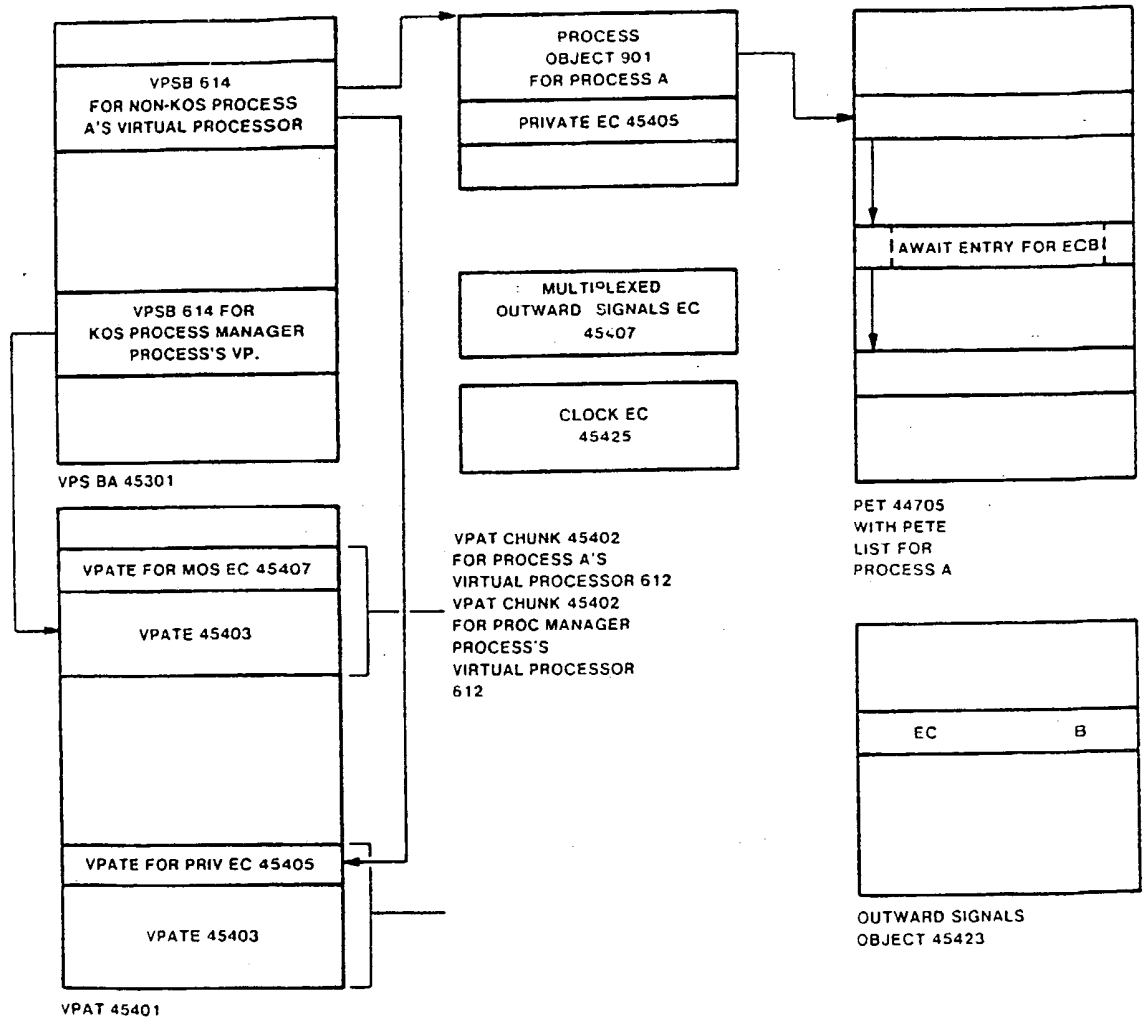 VPSB 614
FOR NON-KOS PROCESS
A'S VIRTUAL PROCESSOR
VPSB 614 FOR
KOS PROCESS MANAGER
PROCESS'S VP.
VPS BA 45301
PROCESS
OBJECT 901
FOR PROCESS A
PRIVATE EC 45405
MULTIPLEXED
OUTWARD SIGNALS EC
45407
CLOCK EC
45425
AWAIT ENTRY FOR ECB
PET 44705
WITH PETE
LIST FOR
PROCESS A
VPATE FOR MOS EC 45407
VPATE 45403
VPATE FOR PRIV EC 45405
VPATE 45403
VPAT 45401
VPAT CHUNK 45402
FOR PROCESS A'S
VIRTUAL PROCESSOR 612
VPAT CHUNK 45402
FOR PROC MANAGER
PROCESS'S
VIRTUAL PROCESSOR
612
EC B
OUTWARD SIGNALS
OBJECT 45423